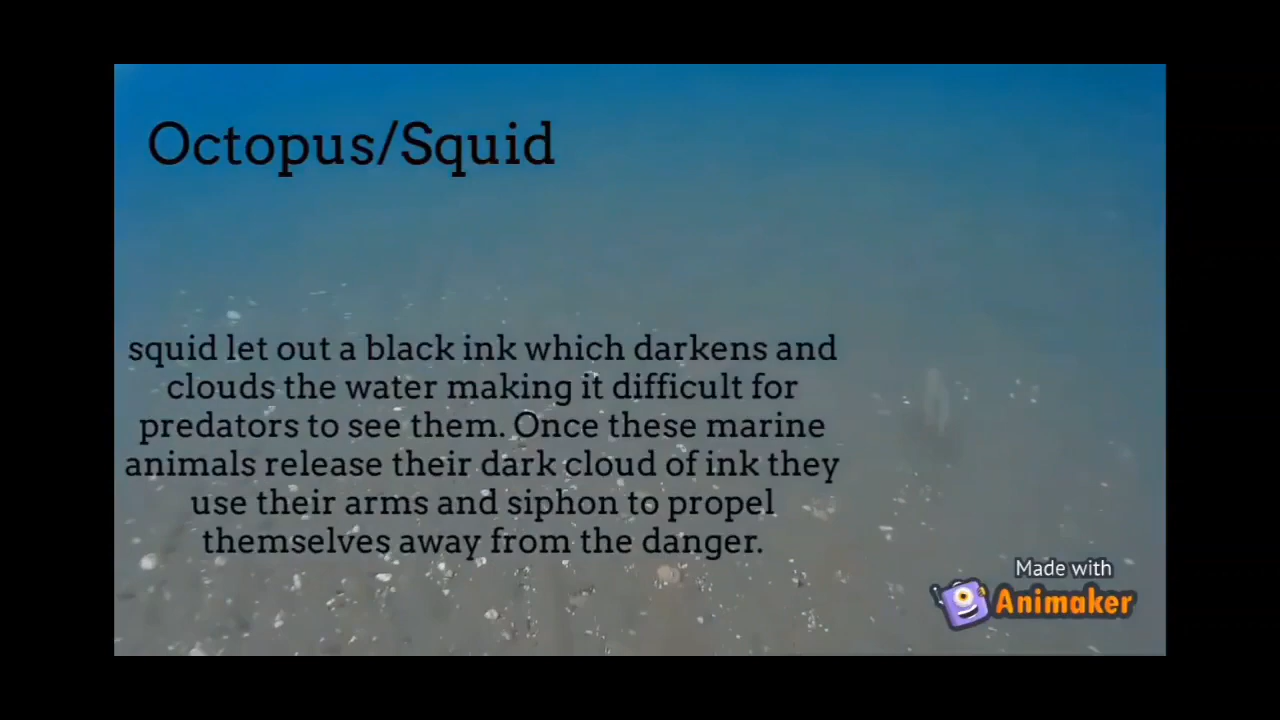 Octopus/Squid
squid let out a black ink which darkens and
clouds the water making it difficult for
predators to see them. Once these marine
animals release their dark cloud of ink they
use their arms and siphon to propel
themselves away from the danger.
Made with
Animaker